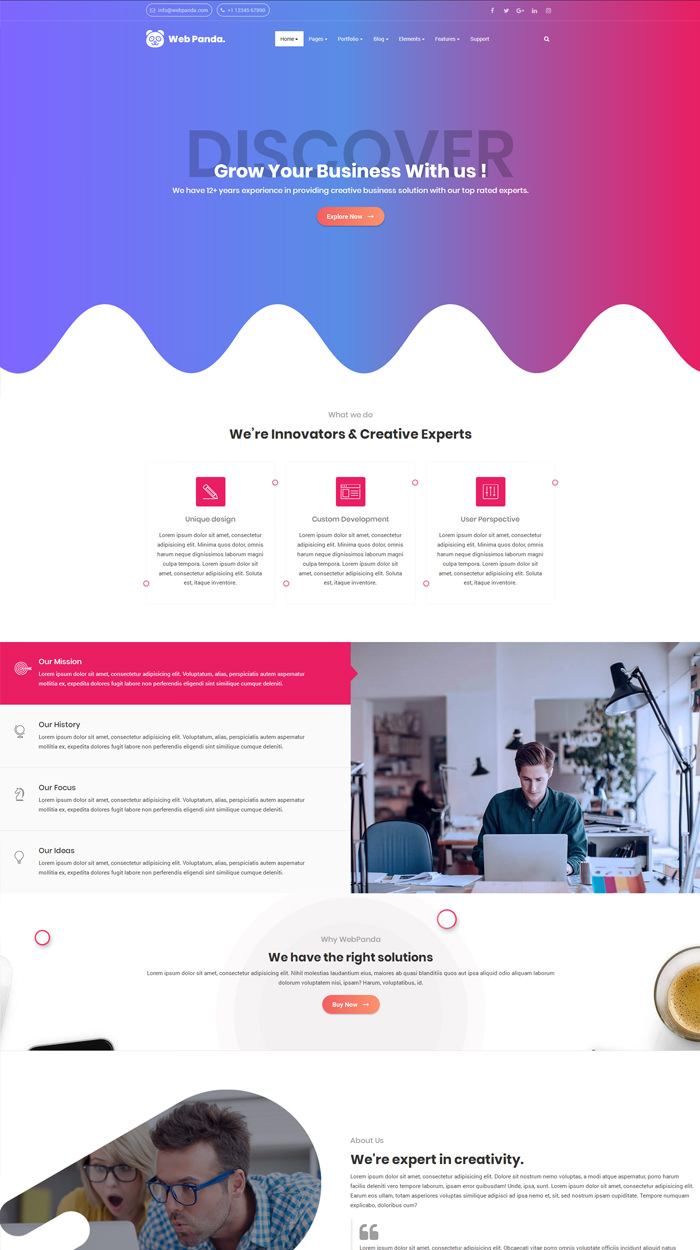 info@webpanda.com
+1 12345 67890
Web Panda.
Home Pages Portfolio Blog Elements Features Support
DISCOVER
Grow Your Business With us !
We have 12+ years experience in providing creative business solution with our top rated experts.
Explore Now
What we do
We're Innovators & Creative Experts
Unique design
Lorem ipsum dolor sit amet, consectetur
adipisicing elit. Minima quos dolor, omnis
harum neque dignissimos laborum magni
culpa tempora. Lorem ipsum dolor sit
amet, consectetur adipisicing elit. Soluta
est, itaque inventore.
Custom Development
Lorem ipsum dolor sit amet, consectetur
adipisicing elit. Minima quos dolor, omnis
harum neque dignissimos laborum magni
culpa tempora. Lorem ipsum dolor sit
amet, consectetur adipisicing elit. Soluta
est, itaque inventore.
User Perspective
Lorem ipsum dolor sit amet, consectetur
adipisicing elit. Minima quos dolor, omnis
harum neque dignissimos laborum magni
culpa tempora. Lorem ipsum dolor sit
amet, consectetur adipisicing elit. Soluta
est, itaque inventore.
Our Mission
Lorem ipsum dolor sit amet, consectetur adipisicing elit. Voluptatum, alias, perspiciatis autem aspernatur
mollitia ex, expedita dolores fugit labore non perferendis eligendi sint similique cumque deleniti.
Our History
Lorem ipsum dolor sit amet, consectetur adipisicing elit. Voluptatum, alias, perspiciatis autem aspernatur
mollitia ex, expedita dolores fugit labore non perferendis eligendi sint similique cumque deleniti.
Our Focus
Lorem ipsum dolor sit amet, consectetur adipisicing elit. Voluptatum, alias, perspiciatis autem aspernatur
mollitia ex, expedita dolores fugit labore non perferendis eligendi sint similique cumque deleniti.
Our Ideas
Lorem ipsum dolor sit amet, consectetur adipisicing elit. Voluptatum, alias, perspiciatis autem aspernatur
mollitia ex, expedita dolores fugit labore non perferendis eligendi sint similique cumque deleniti.
Why WebPanda
We have the right solutions
Lorem ipsum dolor sit amet, consectetur adipisicing elit. Nihil molestias laudantium eius, maiores ab quasi blanditiis quos aut ipsa aliquid odio aliquam laborum
dolorum voluptatem nisi, ipsam? Harum, voluptatibus, id.
Buy Now
About Us
We're expert in creativity.
Lorem ipsum dolor sit amet, consectetur adipisicing elit. Dolore sit nostrum nemo voluptas, a modi atque aspernatur, porro harum
facilis deleniti vero tempore laborum, ipsam error quibusdam! Unde, ipsa, sunt. Lorem ipsum dolor sit amet, consectetur adipisicing elit.
Earum eos ullam, totam asperiores voluptas similique adipisci ad ipsa nemo et, sit, sed nostrum ipsam cupiditate. Tempore numquam
explicabo, doloribus cum?
Lorem ipsum dolor sit amet, consectetur adipisicing elit. Obcaecati vitae porro omnis voluptate officiis aliquid quaerat natus